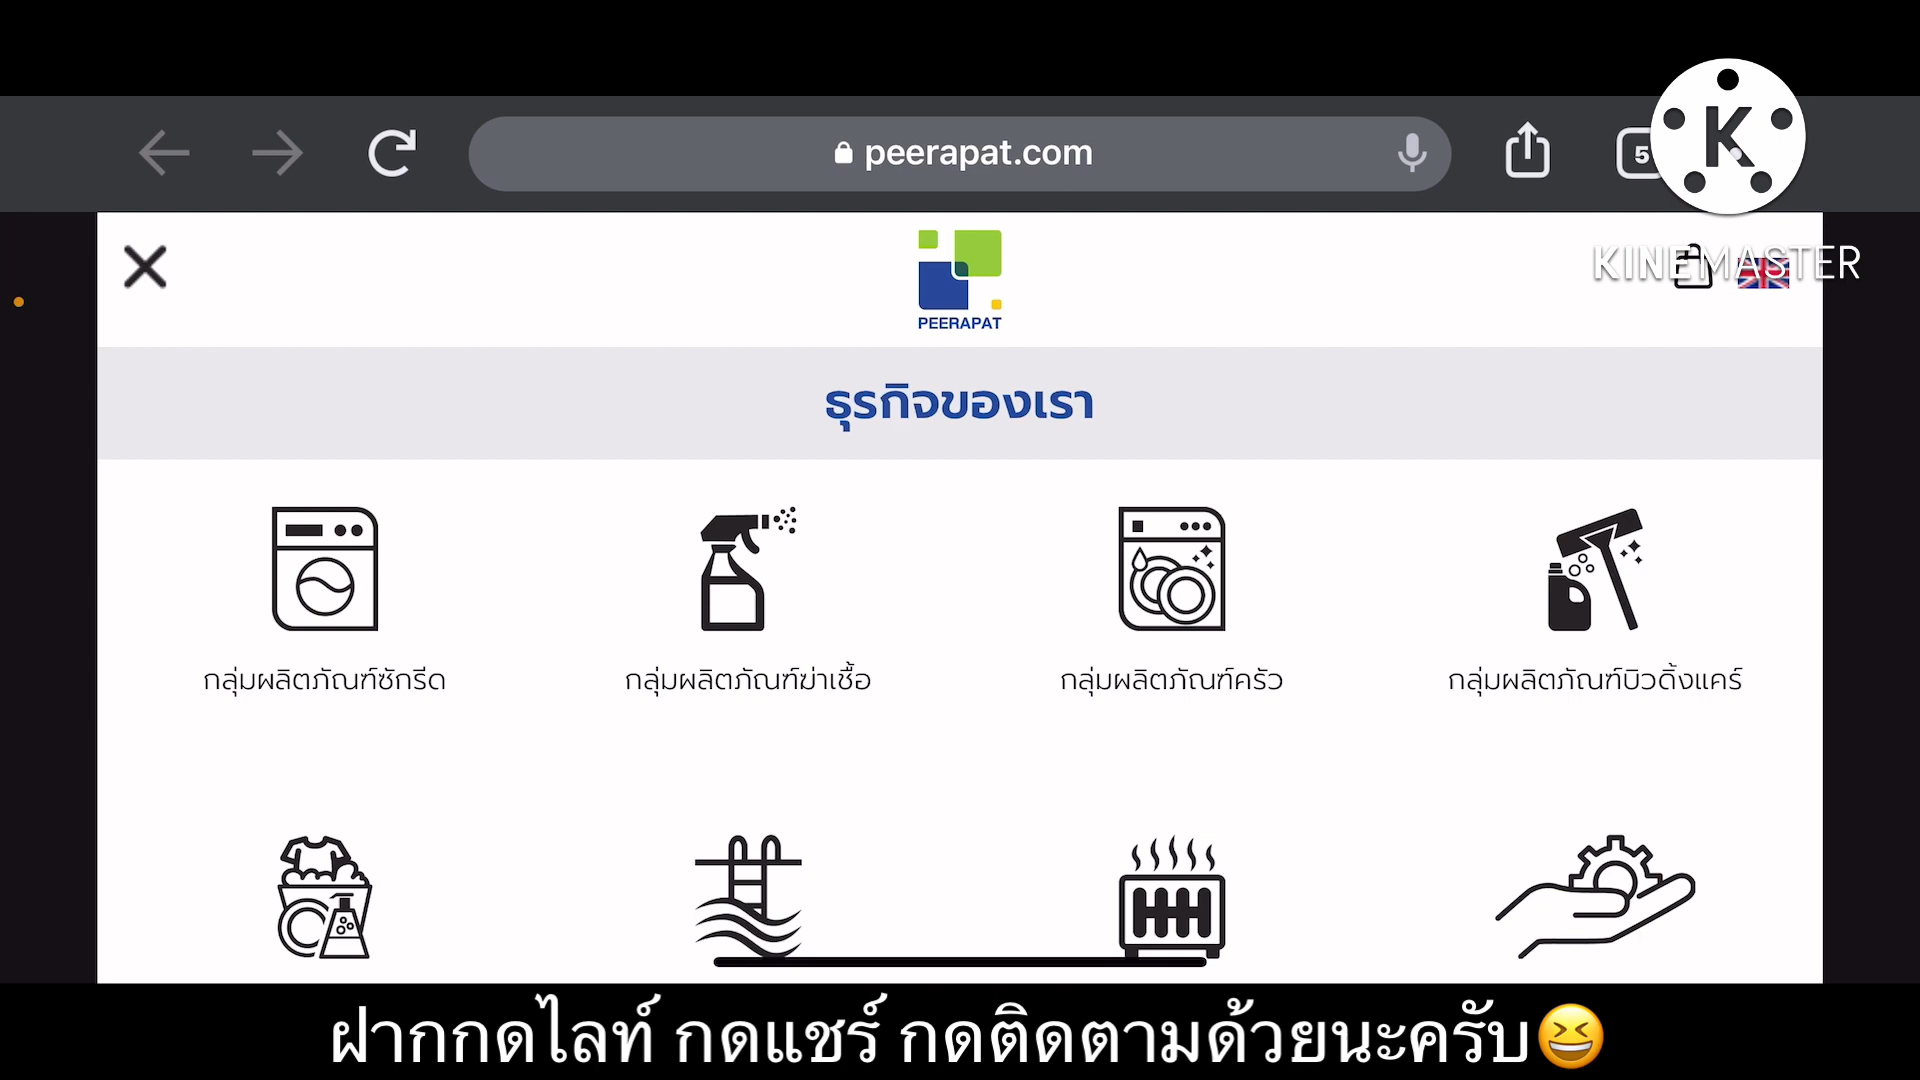 peerapat.com
5
K
KINEMASTER
PEERAPAT
ธุรกิจของเรา
กลุ่มผลิตภัณฑ์ซักรีด
กลุ่มผลิตภัณฑ์ฆ่าเชื้อ
กลุ่มผลิตภัณฑ์ครัว
กลุ่มผลิตภัณฑ์บิวดิ้งแคร์
ฝากกดไลท์ กดแชร์ กดติดตามด้วยนะครับ😆